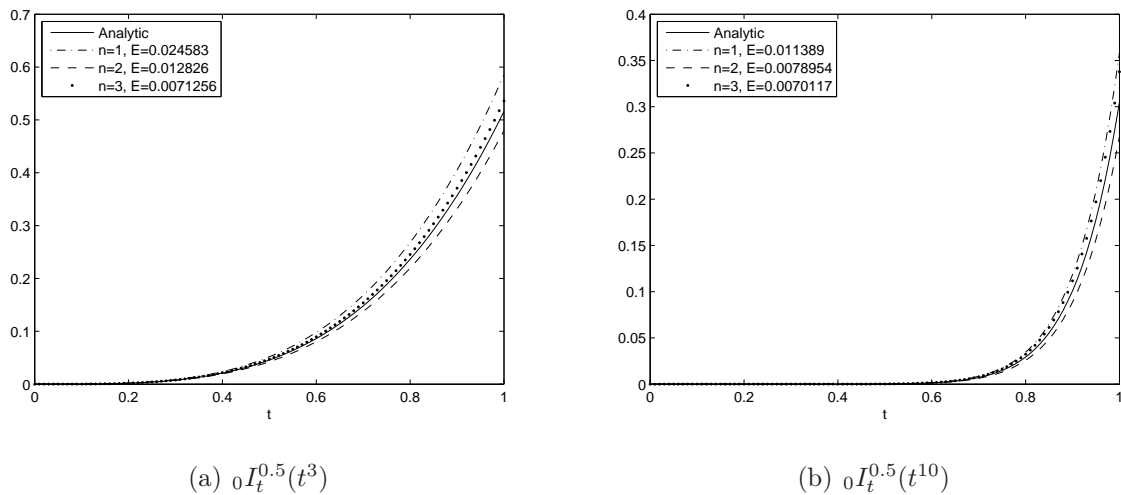 0.7
0.6
0.5
0.4
0.3
0.2
0.1
0
0 0.2 0.4 0.6 0.8 1
t
Analytic
n=1, E=0.024583
n=2, E=0.012826
n=3, E=0.0071256
(a) ₀I_t^{0.5}(t^3)
0.4
0.35
0.3
0.25
0.2
0.15
0.1
0.05
0
0 0.2 0.4 0.6 0.8 1
t
Analytic
n=1, E=0.011389
n=2, E=0.0078954
n=3, E=0.0070117
(b) ₀I_t^{0.5}(t^{10})